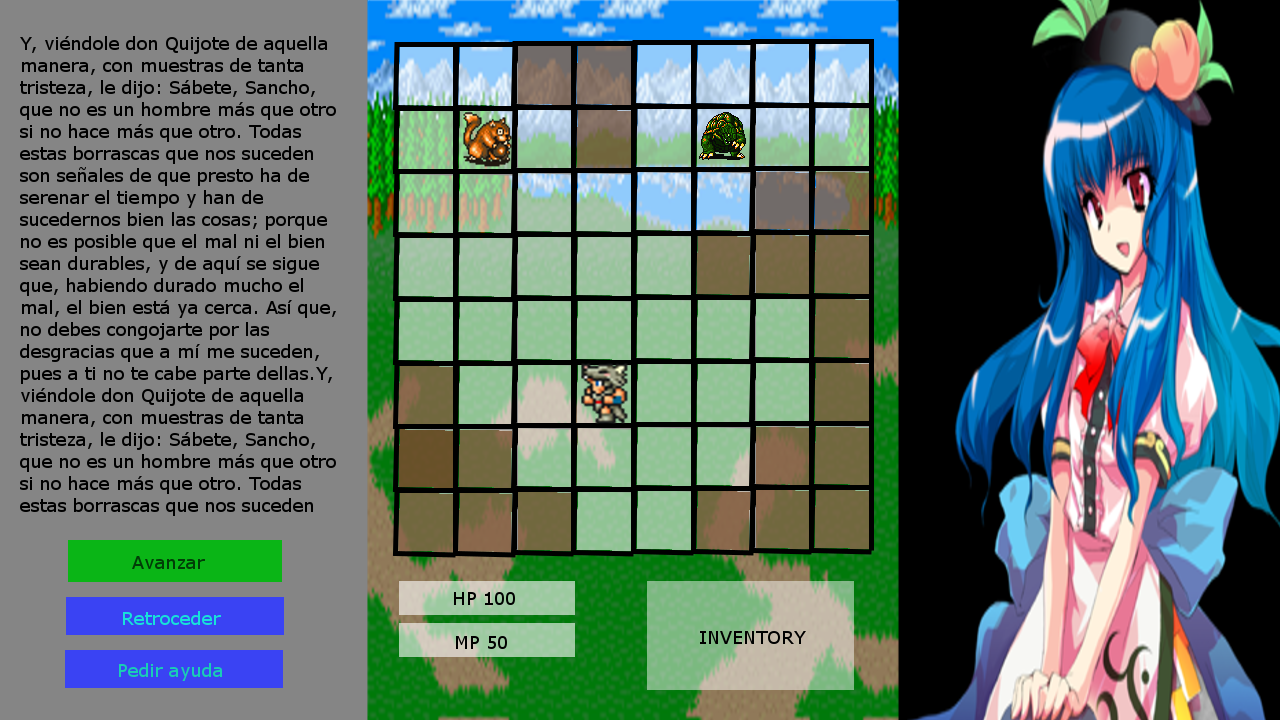 Y, viéndole don Quijote de aquella
manera, con muestras de tanta
tristeza, le dijo: Sábete, Sancho,
que no es un hombre más que otro
si no hace más que otro. Todas
estas borrascas que nos suceden
son señales de que presto ha de
serenar el tiempo y han de
sucedernos bien las cosas; porque
no es posible que el mal ni el bien
sean durables, y de aquí se sigue
que, habiendo durado mucho el
mal, el bien está ya cerca. Así que,
no debes congojarte por las
desgracias que a mí me suceden,
pues a ti no te cabe parte dellas.Y,
viéndole don Quijote de aquella
manera, con muestras de tanta
tristeza, le dijo: Sábete, Sancho,
que no es un hombre más que otro
si no hace más que otro. Todas
estas borrascas que nos suceden
Avanzar
Retroceder
Pedir ayuda
HP 100
MP 50
INVENTORY